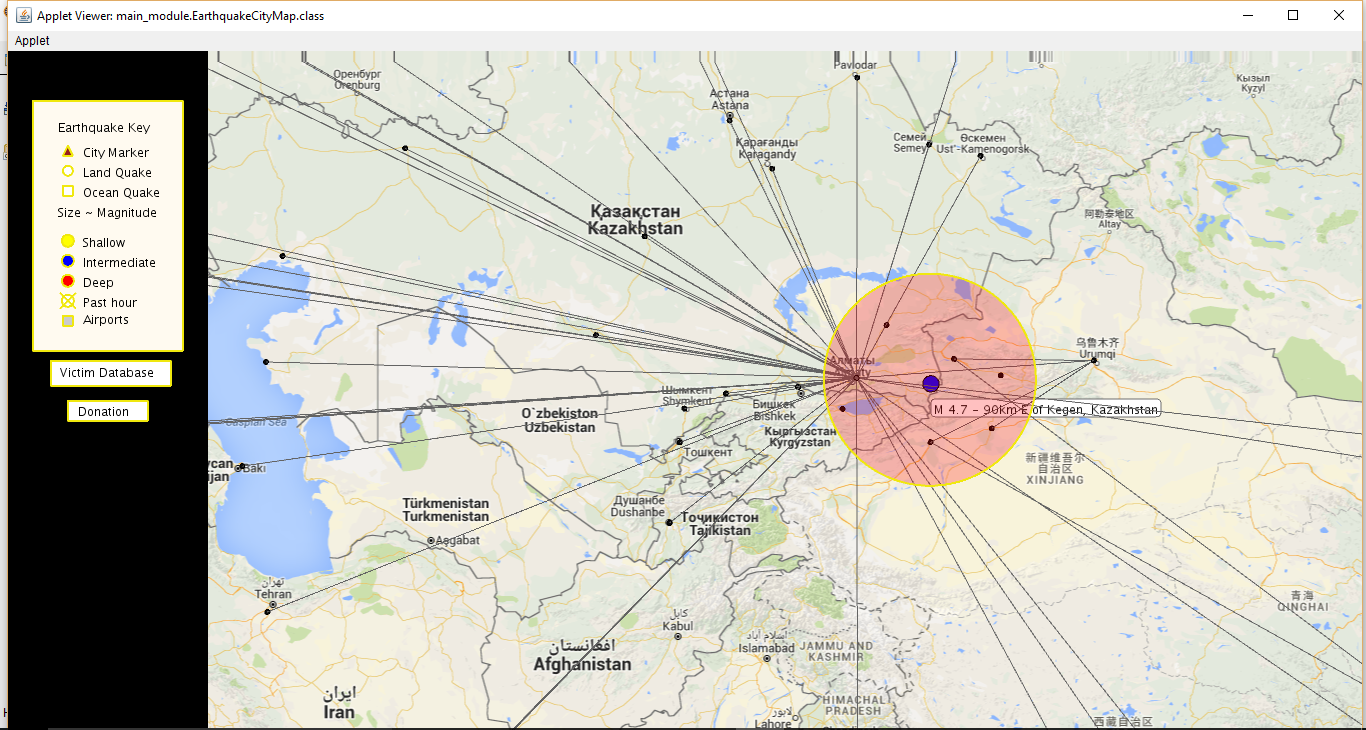 Applet Viewer: main_module.EarthquakeCityMap.class
Applet
Earthquake Key
City Marker
Land Quake
Ocean Quake
Size ~ Magnitude
Shallow
Intermediate
Deep
Past hour
Airports
Victim Database
Donation
Оренбург
Orenburg
Pavlodar
Астана
Astana
Қарағанды
Karagandy
Семей
Semey
Өскемен
Ust'-Kamenogorsk
Кызыл
Kyzyl
阿勒泰地区
Altay
Қазақстан
Kazakhstan
乌鲁木齐
Urumqi
Алматы
Шымкент
Shymkent
Бишкек
Bishkek
M 4.7 - 90km E of Kegen, Kazakhstan
Caspian Sea
O`zbekiston
Uzbekistan
Кыргызстан
Kyrgyzstan
Тошкент
新疆维吾尔
自治区
XINJIANG
Baki
Türkmenistan
Turkmenistan
Aşgabat
Душанбе
Dushanbe
Тоҷикистон
Tajikistan
تهران
Tehran
کابل
Kabul
اسلام آباد
Islamabad
JAMMU AND
KASHMIR
青海
QINGHAI
افغانستان
Afghanistan
ایران
Iran
HIMACHAL
PRADESH
لاہور
Lahore
西藏自治区